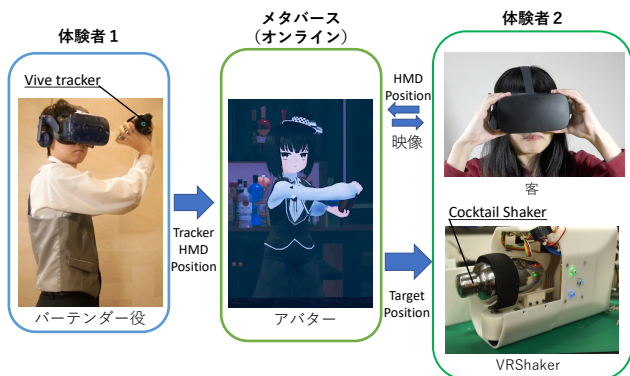 体験者１
Vive tracker
バーテンダー役
Tracker
HMD
Position
メタバース
（オンライン）
アバター
HMD
Position
映像
Target
Position
体験者２
客
Cocktail Shaker
VRShaker